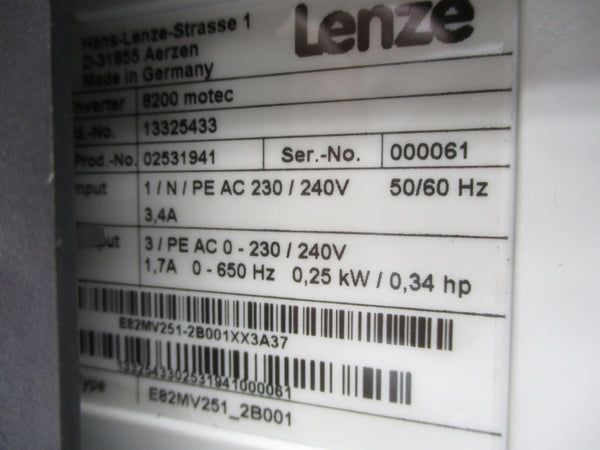 Hans-Lenze-Strasse 1
D-31855 Aerzen
Made in Germany
Lenze
Inverter 8200 motec
Id.-No. 13325433
Prod.-No. 02531941 Ser.-No. 000061
Input 1 / N / PE AC 230 / 240V 50/60 Hz
3,4A
put 3 / PE AC 0 - 230 / 240V
1,7A 0 - 650 Hz 0,25 kW / 0,34 hp
E82MV251-2B001XX3A37
1332543302531941000061
Type E82MV251_2B001